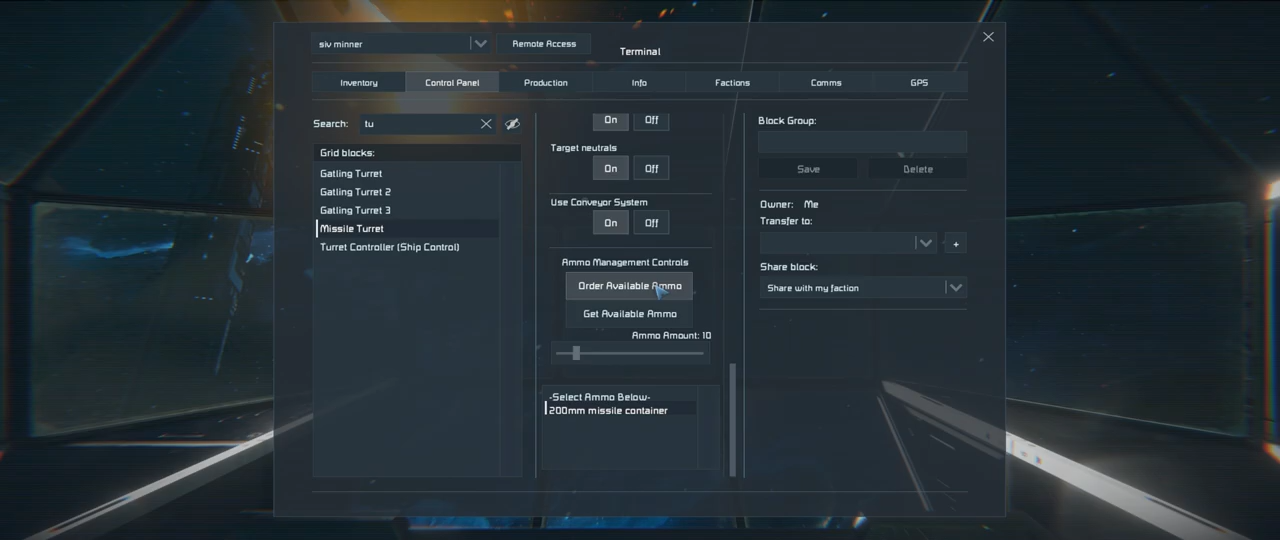 siv minner
Remote Access
Terminal
Inventory
Control Panel
Production
Info
Factions
Comms
GPS
Search:
tu
Grid blocks:
Gatling Turret
Gatling Turret 2
Gatling Turret 3
Missile Turret
Turret Controller (Ship Control)
On Off
Target neutrals
On Off
Use Conveyor System
On Off
Ammo Management Controls
Order Available Ammo
Get Available Ammo
Ammo Amount: 10
-Select Ammo Below-
200mm missile container
Block Group:
Save Delete
Owner: Me
Transfer to:
+
Share block:
Share with my faction